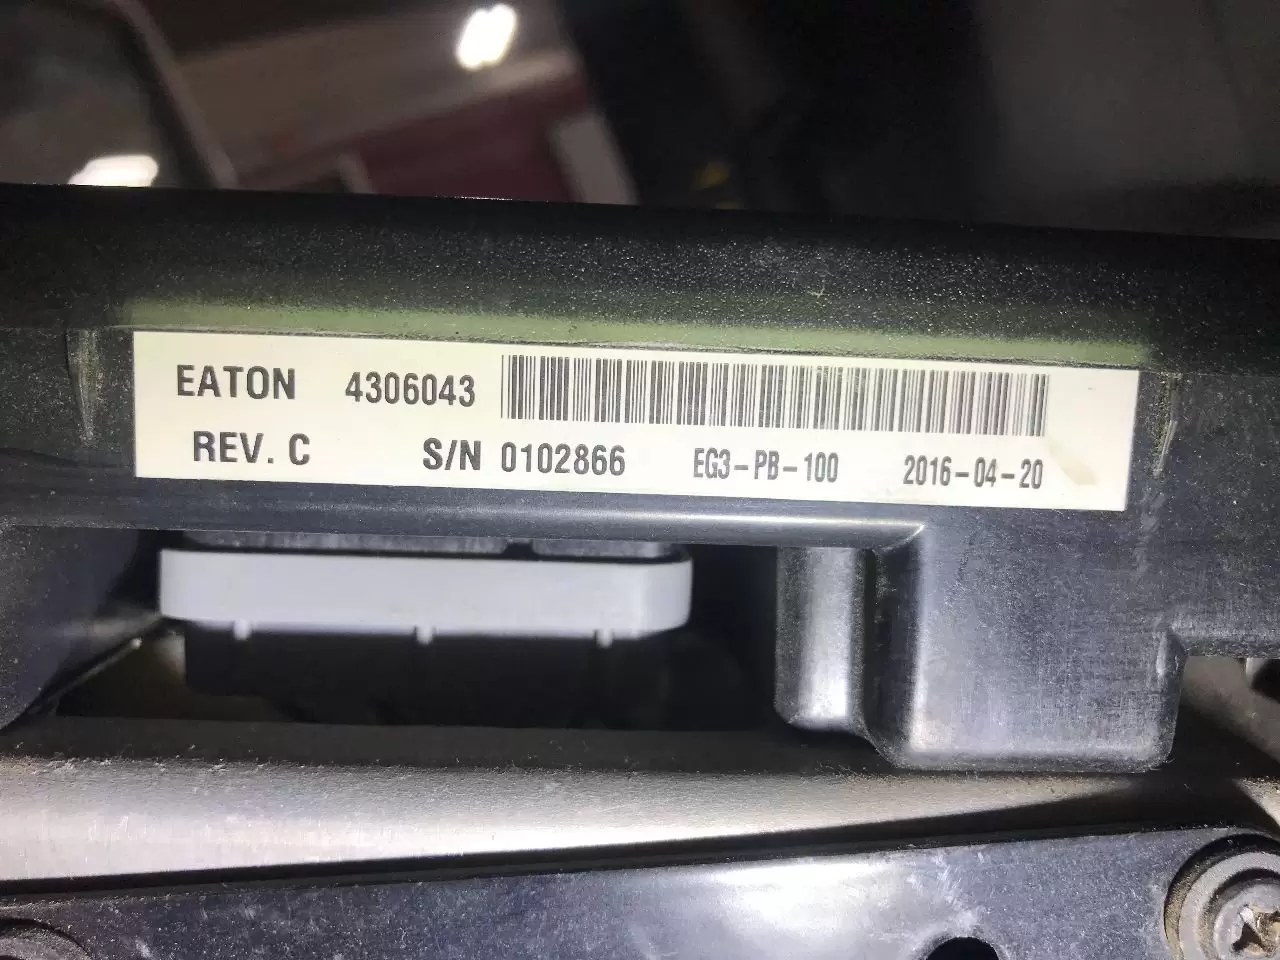 EATON 4306043
REV. C S/N 0102866 EG3-PB-100 2016-04-20